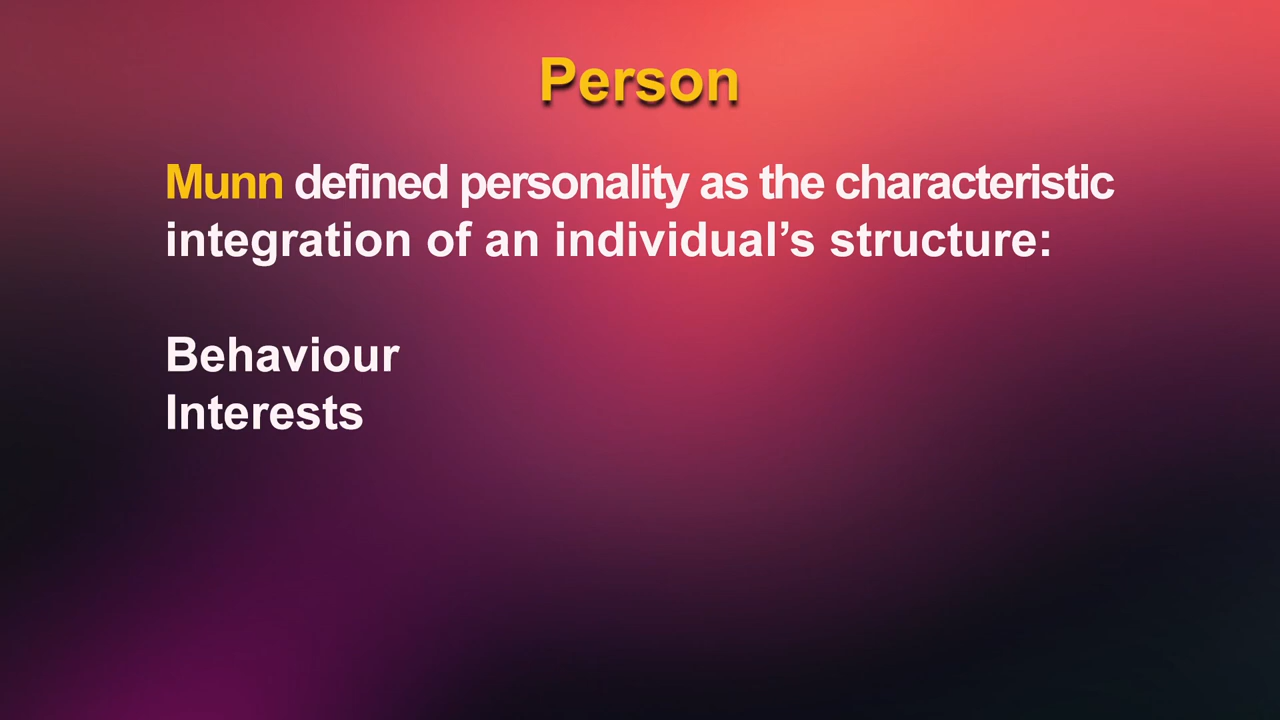 Person
Munn defined personality as the characteristic
integration of an individual’s structure:
Behaviour
Interests